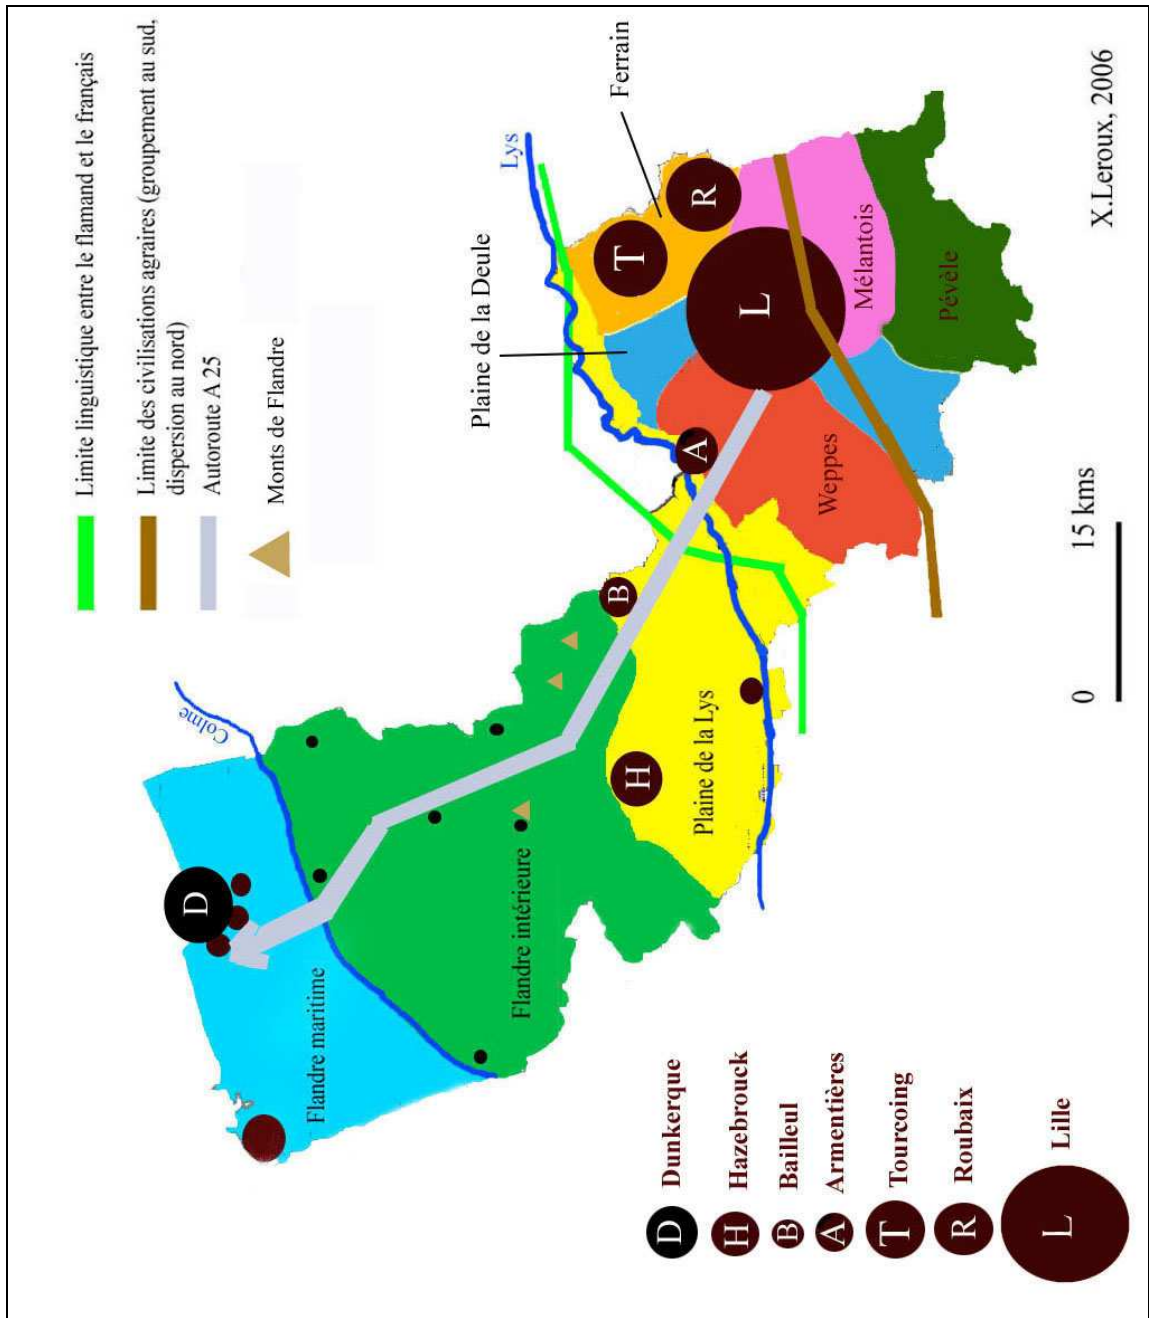 Limite linguistique entre le flamand et le français
Limite des civilisations agraires (groupement au sud,
dispersion au nord)
Autoroute A 25
Monts de Flandre
Colme
Lys
Ferrain
Plaine de la Deule
D
Flandre maritime
Flandre intérieure
B
H
Plaine de la Lys
A
T
R
L
Weppes
Mélantois
Pévèle
0 15 kms
X.Leroux, 2006
D Dunkerque
H Hazebrouck
B Bailleul
A Armentières
T Tourcoing
R Roubaix
L Lille